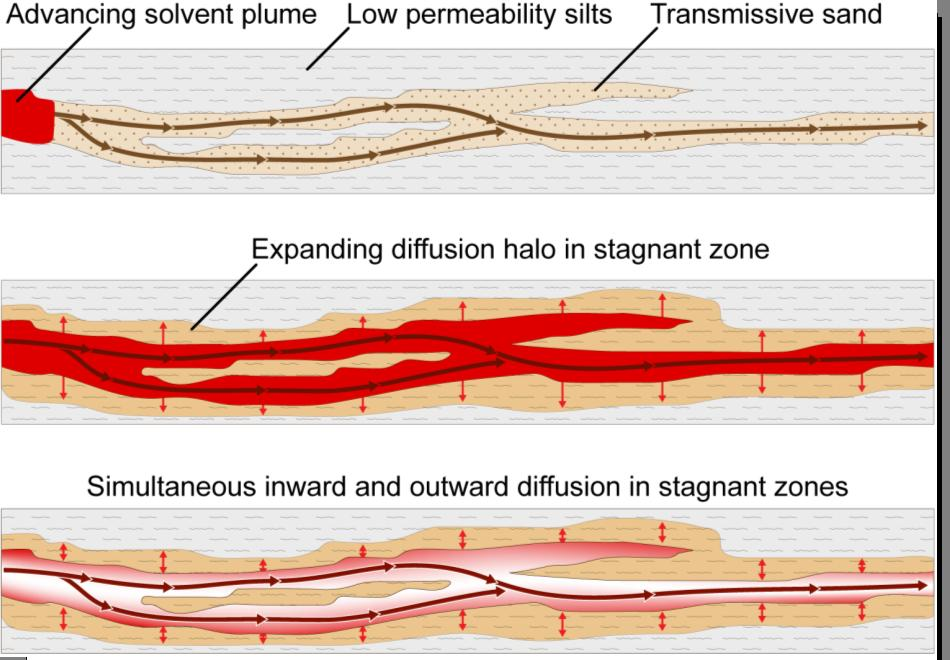 Advancing solvent plume Low permeability silts Transmissive sand
Expanding diffusion halo in stagnant zone
Simultaneous inward and outward diffusion in stagnant zones